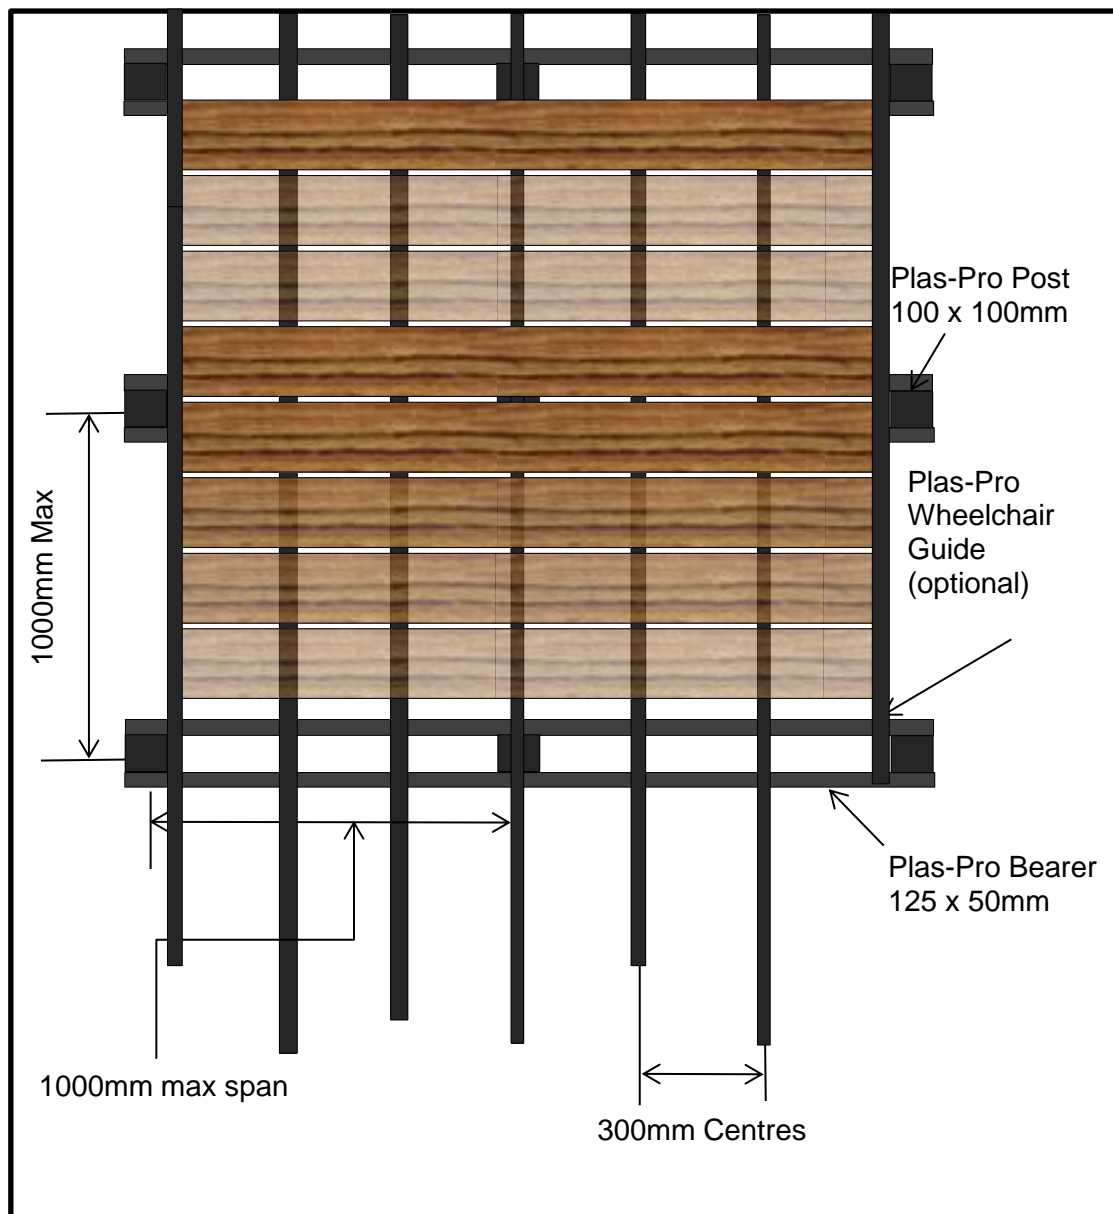 Plas-Pro Post
100 x 100mm
1000mm Max
Plas-Pro
Wheelchair
Guide
(optional)
Plas-Pro Bearer
125 x 50mm
1000mm max span
300mm Centres